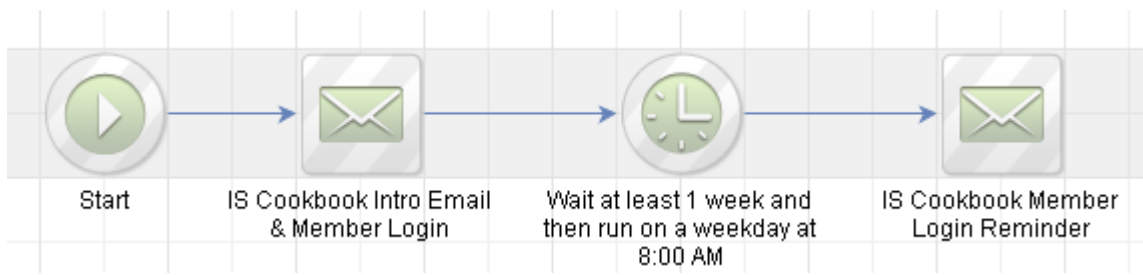 Start
IS Cookbook Intro Email
& Member Login
Wait at least 1 week and
then run on a weekday at
8:00 AM
IS Cookbook Member
Login Reminder